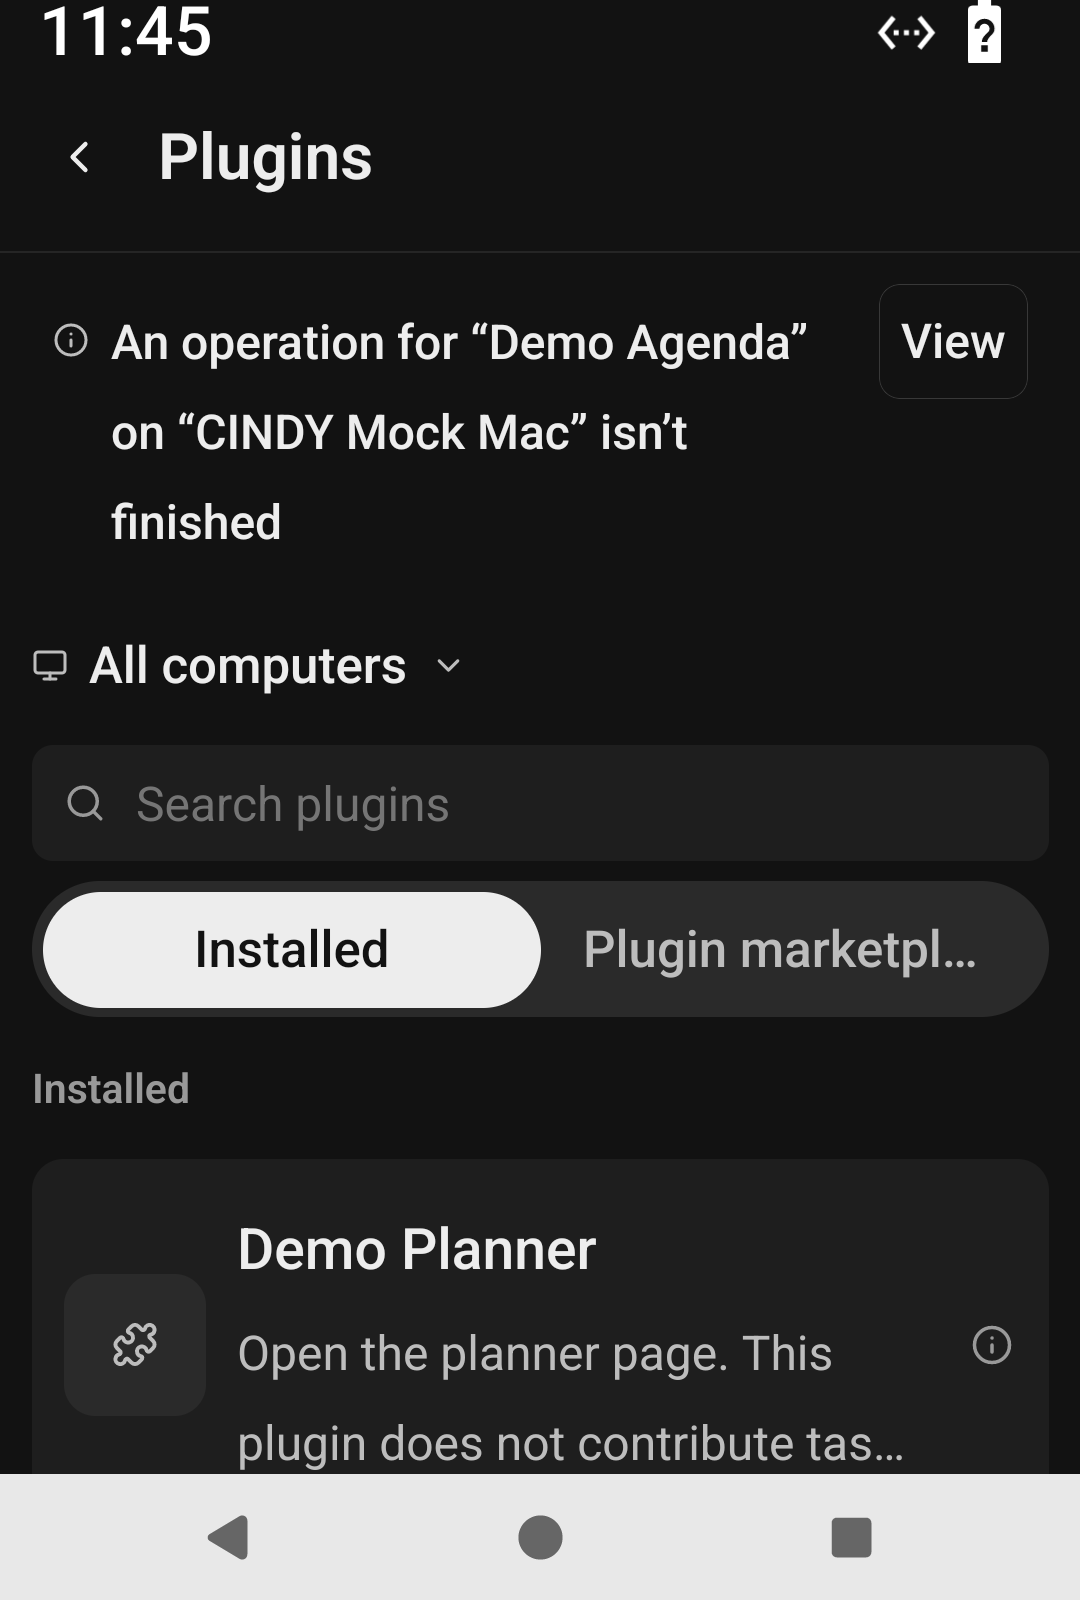 11:45
Plugins
An operation for “Demo Agenda”
View
on “CINDY Mock Mac” isn’t
finished
All computers
Search plugins
Installed
Plugin marketpl…
Installed
Demo Planner
Open the planner page. This
plugin does not contribute tas…